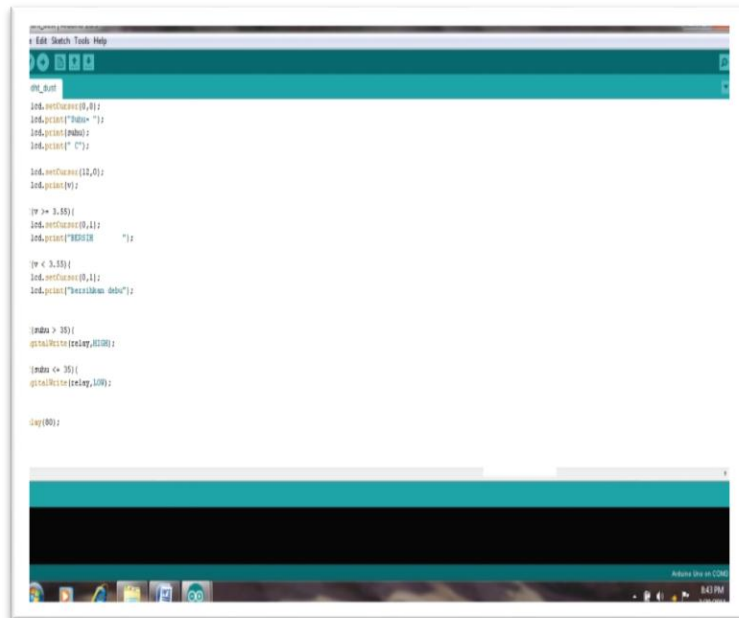 Edit Sketch Tools Help
dht_dust
lcd.setCursor(0,0);
lcd.print("Suhu= ");
lcd.print(suhu);
lcd.print(" C");
lcd.setCursor(12,0);
lcd.print(v);
(v >= 3.55){
lcd.setCursor(0,1);
lcd.print("BERSIH       ");
(v < 3.55){
lcd.setCursor(0,1);
lcd.print("bersihkan debu");
(suhu > 35){
gitalWrite(relay,HIGH);
(suhu <= 35){
gitalWrite(relay,LOW);
lay(80);
Arduino Uno on COM
8:43 PM